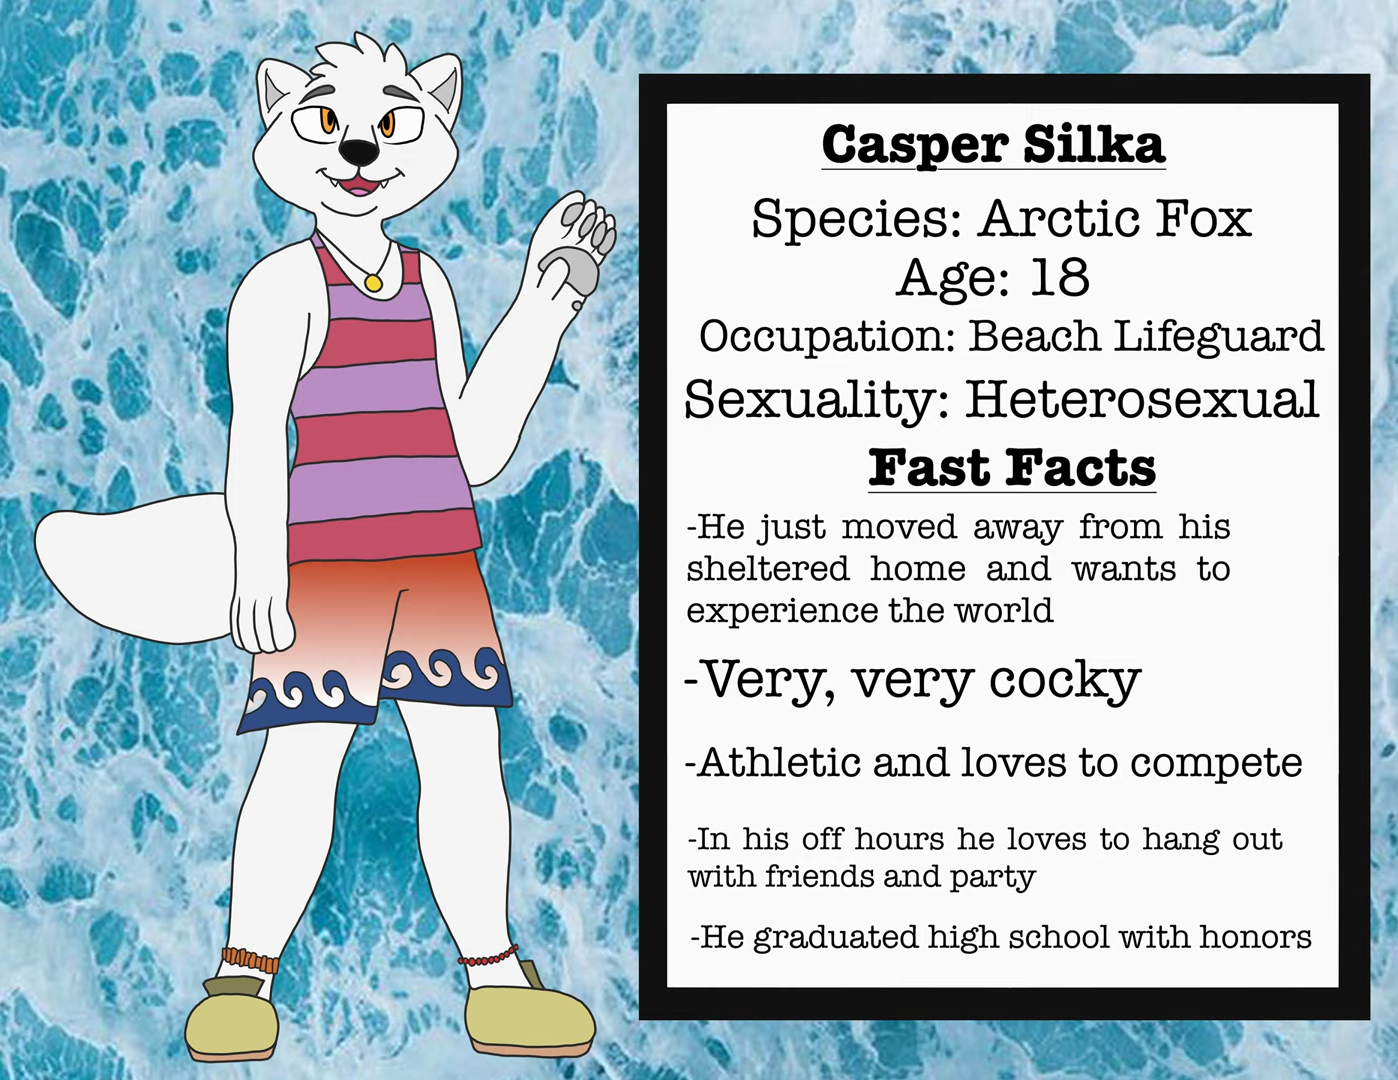 Casper Silka
Species: Arctic Fox
Age: 18
Occupation: Beach Lifeguard
Sexuality: Heterosexual
Fast Facts
-He just moved away from his
sheltered home and wants to
experience the world
-Very, very cocky
-Athletic and loves to compete
-In his off hours he loves to hang out
with friends and party
-He graduated high school with honors